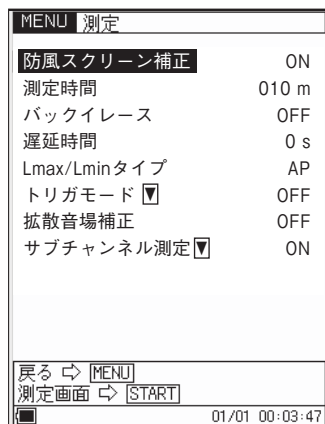 MENU 測定
防風スクリーン補正 ON
測定時間 010 m
バックイレース OFF
遅延時間 0 s
Lmax/Lminタイプ AP
トリガモード ▼ OFF
拡散音場補正 OFF
サブチャンネル測定▼ ON
戻る ⇨ MENU
測定画面 ⇨ START
01/01 00:03:47